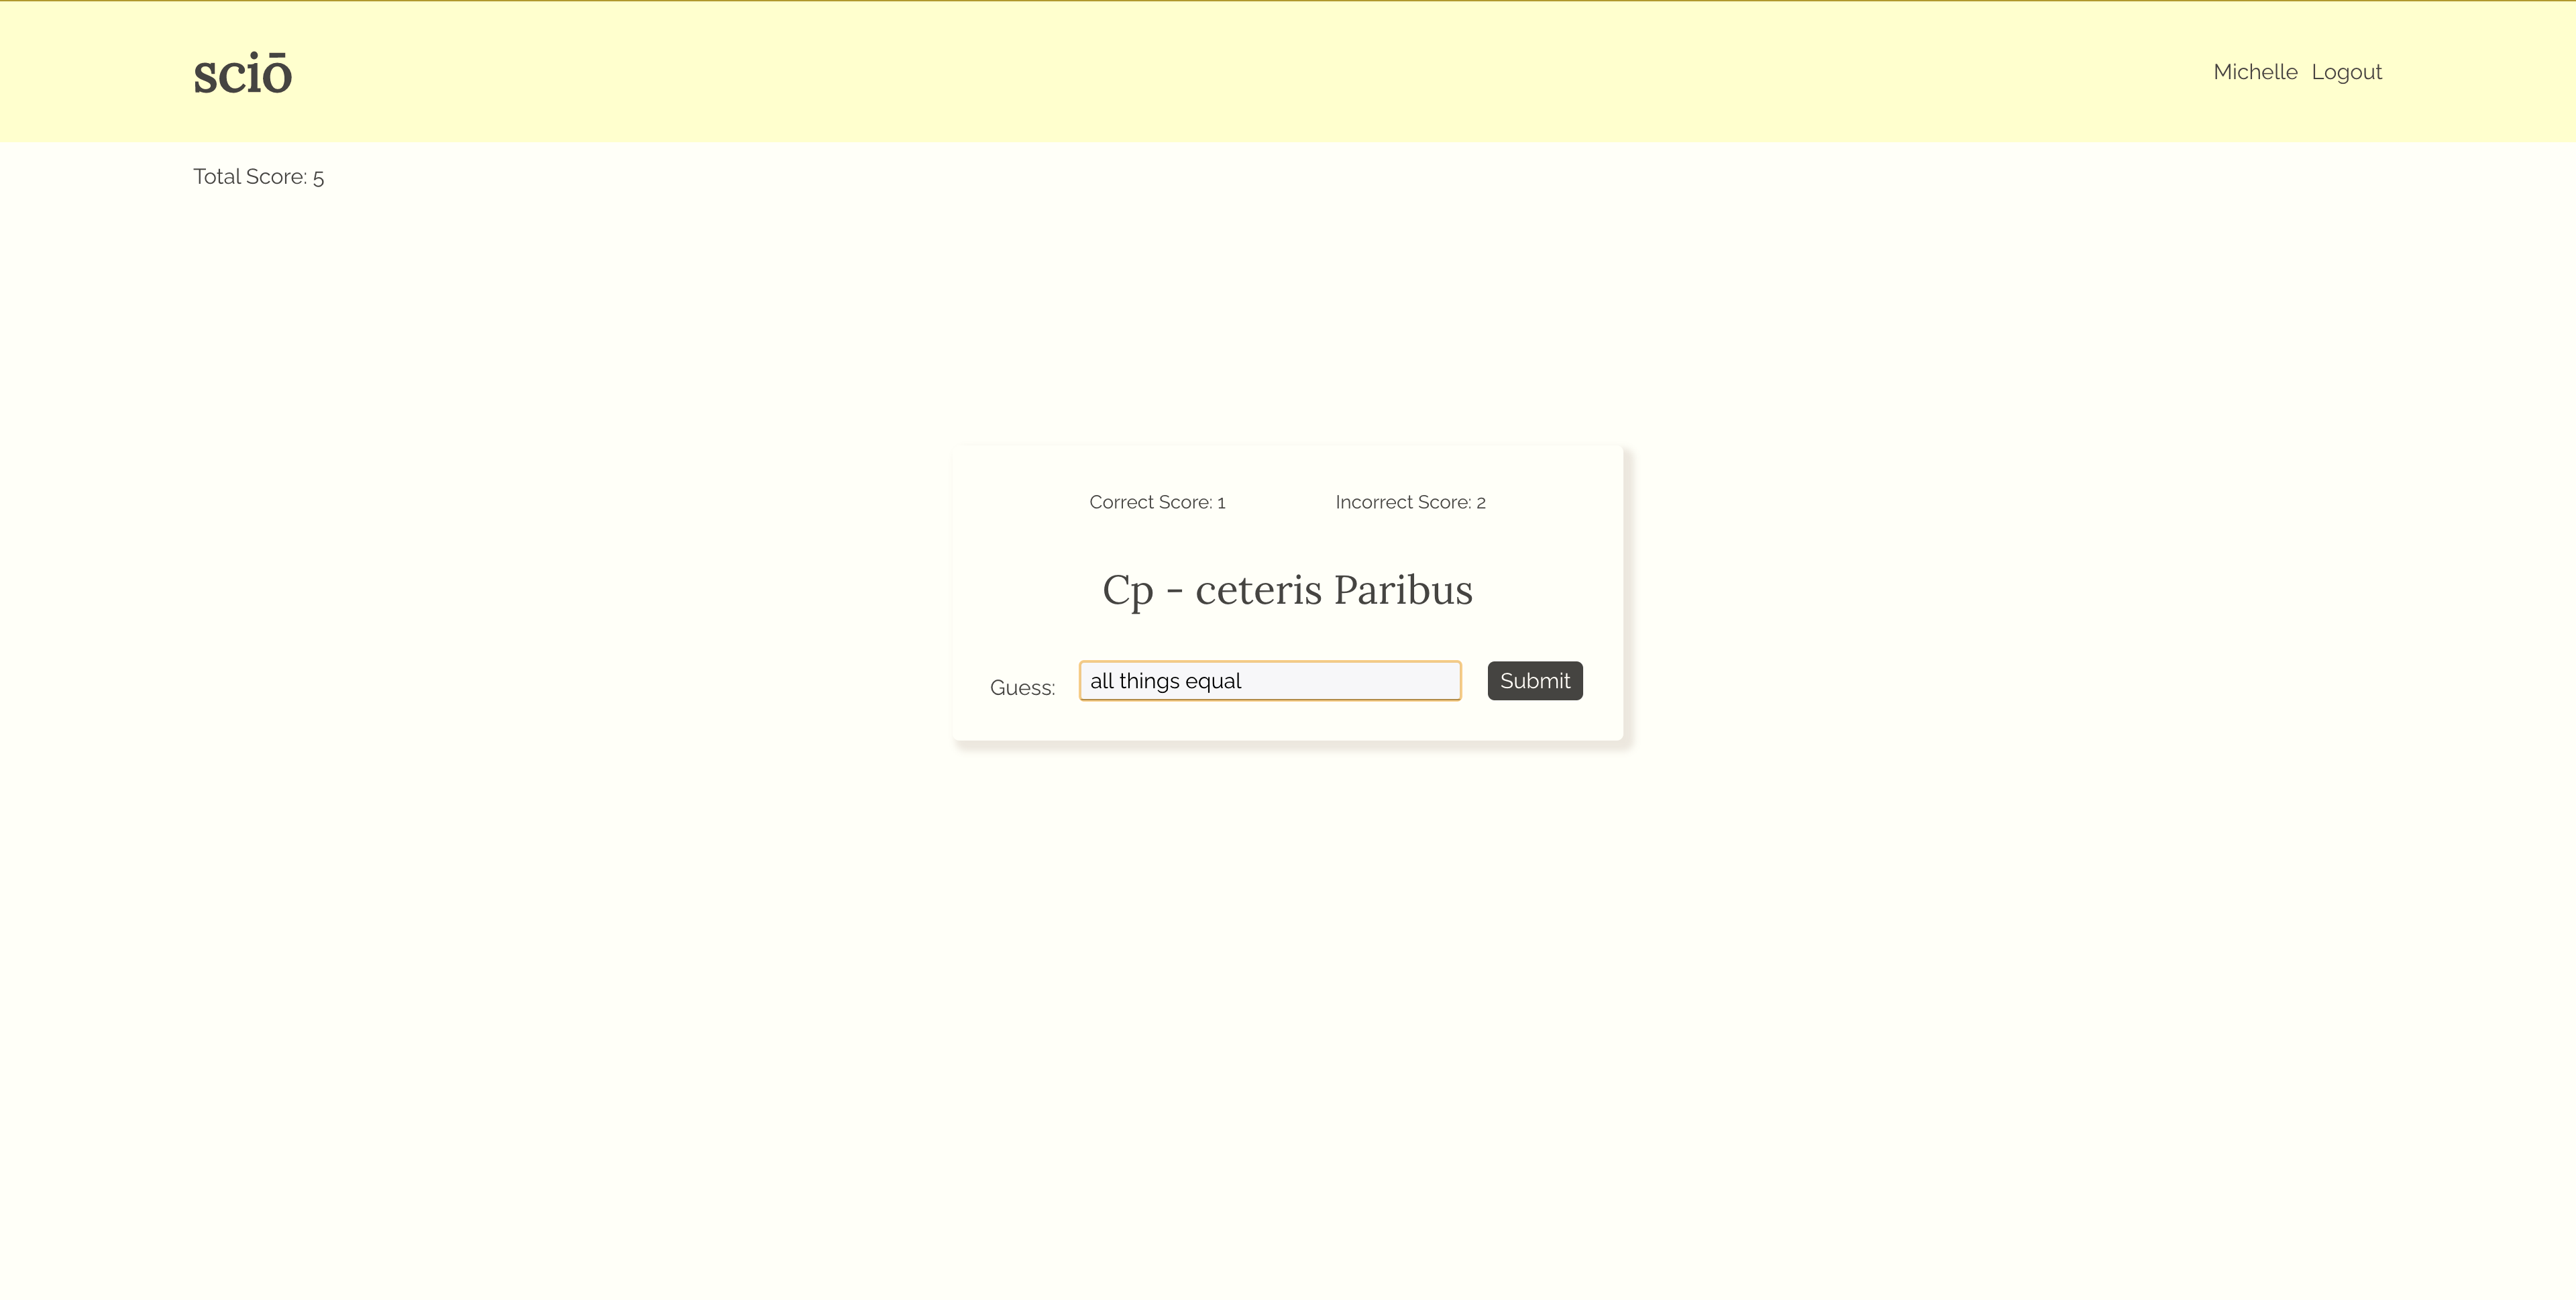 sciō
Michelle Logout
Total Score: 5
Correct Score: 1 Incorrect Score: 2
Cp - ceteris Paribus
Guess: all things equal Submit